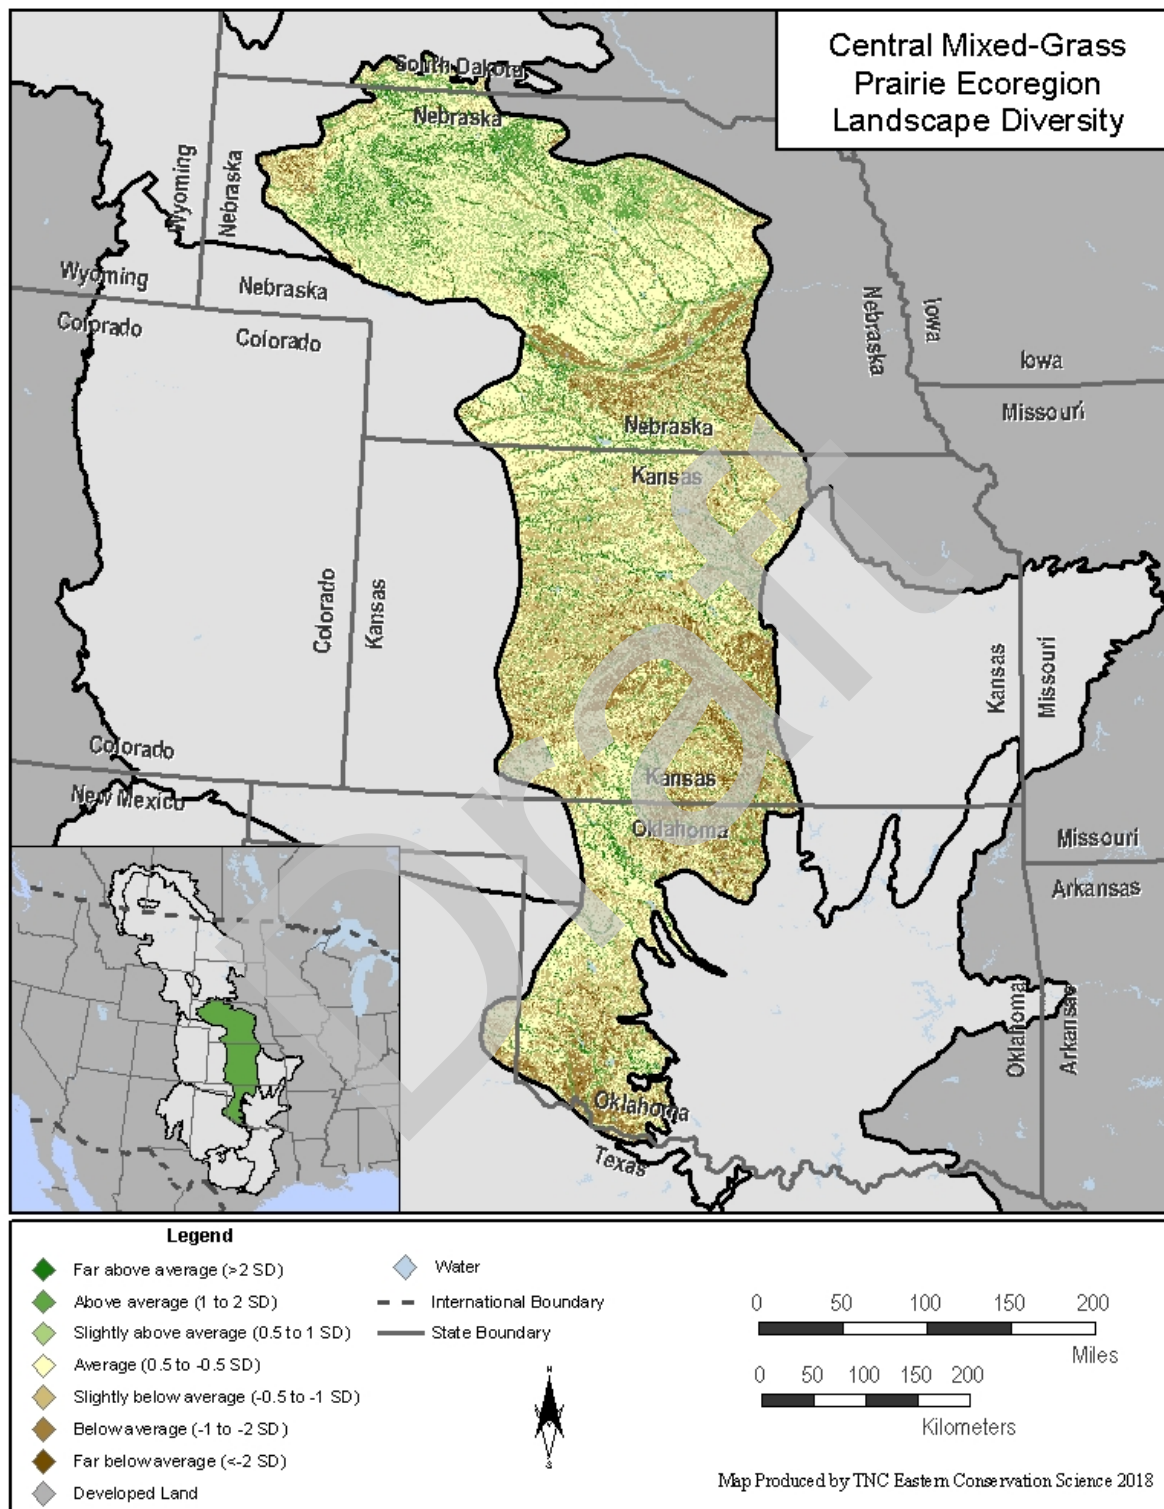 Central Mixed-Grass
Prairie Ecoregion
Landscape Diversity
South Dakota
Nebraska
Wyoming
Nebraska
Wyoming
Nebraska
Colorado
Colorado
Nebraska
Iowa
Iowa
Missouri
Nebraska
Kansas
Colorado
Kansas
Kansas
Missouri
Colorado
New Mexico
Kansas
Oklahoma
Missouri
Arkansas
Oklahoma
Arkansas
Oklahoma
Texas
Draft
Legend
Far above average (>2 SD)
Above average (1 to 2 SD)
Slightly above average (0.5 to 1 SD)
Average (0.5 to -0.5 SD)
Slightly below average (-0.5 to -1 SD)
Below average (-1 to -2 SD)
Far below average (<-2 SD)
Developed Land
Water
International Boundary
State Boundary
N
S
0 50 100 150 200
Miles
0 50 100 150 200
Kilometers
Map Produced by TNC Eastern Conservation Science 2018